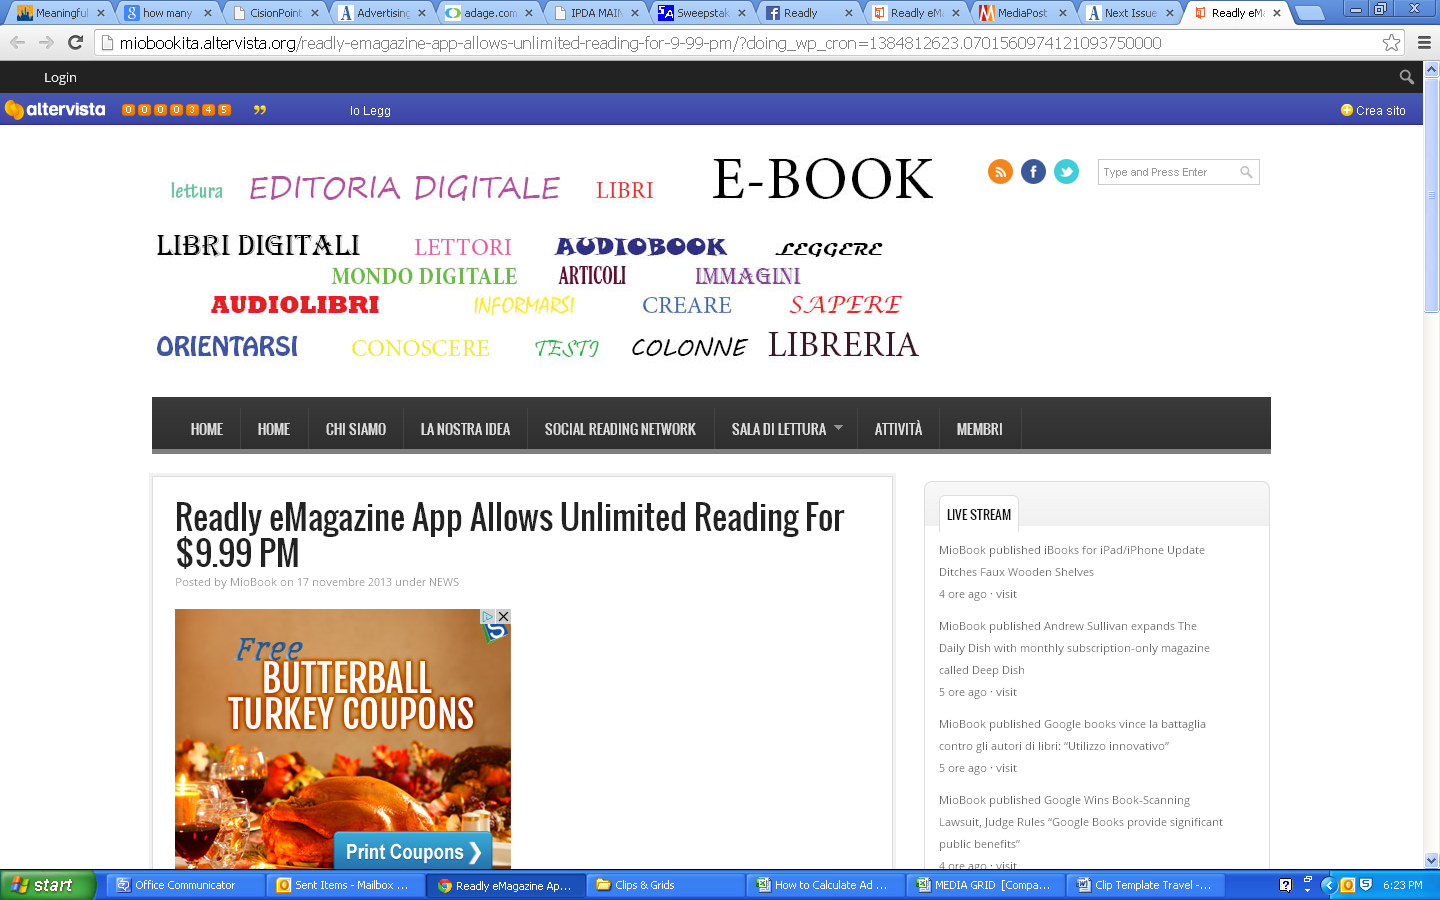 Meaningful
how many
CisionPoint
Advertising
adage.com
IPDA MAIN
Sweepstak
Readly
Readly eMa
MediaPost
Next Issue
Readly eMa
miobookita.altervista.org/readly-emagazine-app-allows-unlimited-reading-for-9-99-pm/?doing_wp_cron=1384812623.0701560974121093750000
Login
altervista 0 0 0 0 3 4 5 Io Legg Crea sito
lettura EDITORIA DIGITALE LIBRI E-BOOK
Type and Press Enter
LIBRI DIGITALI LETTORI AUDIOBOOK LEGGERE
MONDO DIGITALE ARTICOLI IMMAGINI
AUDIOLIBRI INFORMARSI CREARE SAPERE
ORIENTARSI CONOSCERE TESTI COLONNE LIBRERIA
HOME HOME CHI SIAMO LA NOSTRA IDEA SOCIAL READING NETWORK SALA DI LETTURA ATTIVITÀ MEMBRI
Readly eMagazine App Allows Unlimited Reading For
$9.99 PM
Posted by MioBook on 17 novembre 2013 under NEWS
Free
BUTTERBALL
TURKEY COUPONS
Print Coupons
LIVE STREAM
MioBook published iBooks for iPad/iPhone Update
Ditches Faux Wooden Shelves
4 ore ago · visit
MioBook published Andrew Sullivan expands The
Daily Dish with monthly subscription-only magazine
called Deep Dish
5 ore ago · visit
MioBook published Google books vince la battaglia
contro gli autori di libri: “Utilizzo innovativo”
5 ore ago · visit
MioBook published Google Wins Book-Scanning
Lawsuit, Judge Rules “Google Books provide significant
public benefits”
4 ore ago · visit
start
Office Communicator
Sent Items - Mailbox ...
Readly eMagazine Ap...
Clips & Grids
How to Calculate Ad ...
MEDIA GRID [Compa...
Clip Template Travel -...
6:23 PM